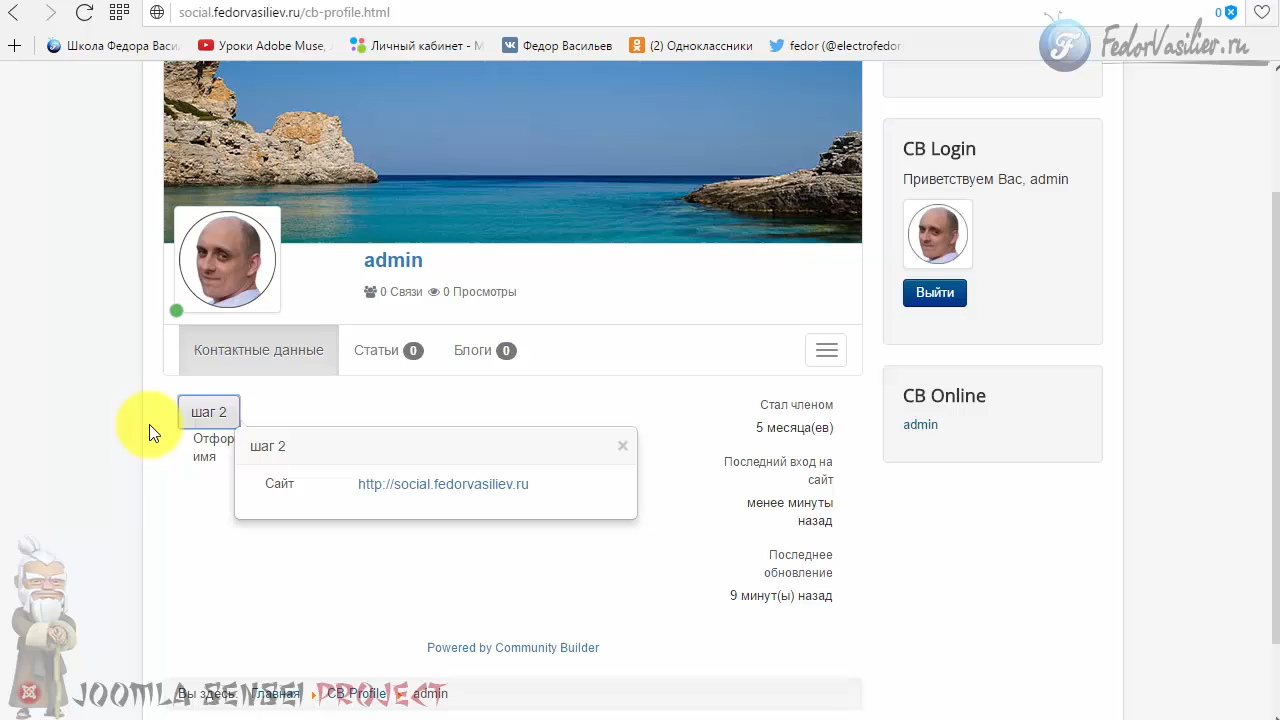 social.fedorvasiliev.ru/cb-profile.html
0
Школа Федора Васи.
Уроки Adobe Muse,
Личный кабинет - М
Федор Васильев
(2) Одноклассники
fedor (@electrofedor
FedorVasiliev.ru
admin
0 Связи 0 Просмотры
Контактные данные
Статьи 0
Блоги 0
шаг 2
Отфор
имя
шаг 2
×
Сайт
http://social.fedorvasiliev.ru
Стал членом
5 месяца(ев)
Последний вход на
сайт
менее минуты
назад
Последнее
обновление
9 минут(ы) назад
Powered by Community Builder
Вы здесь:
Главная
CB Profile
admin
CB Login
Приветствуем Вас, admin
Выйти
CB Online
admin
JOOMLA SENSEI PROJECT